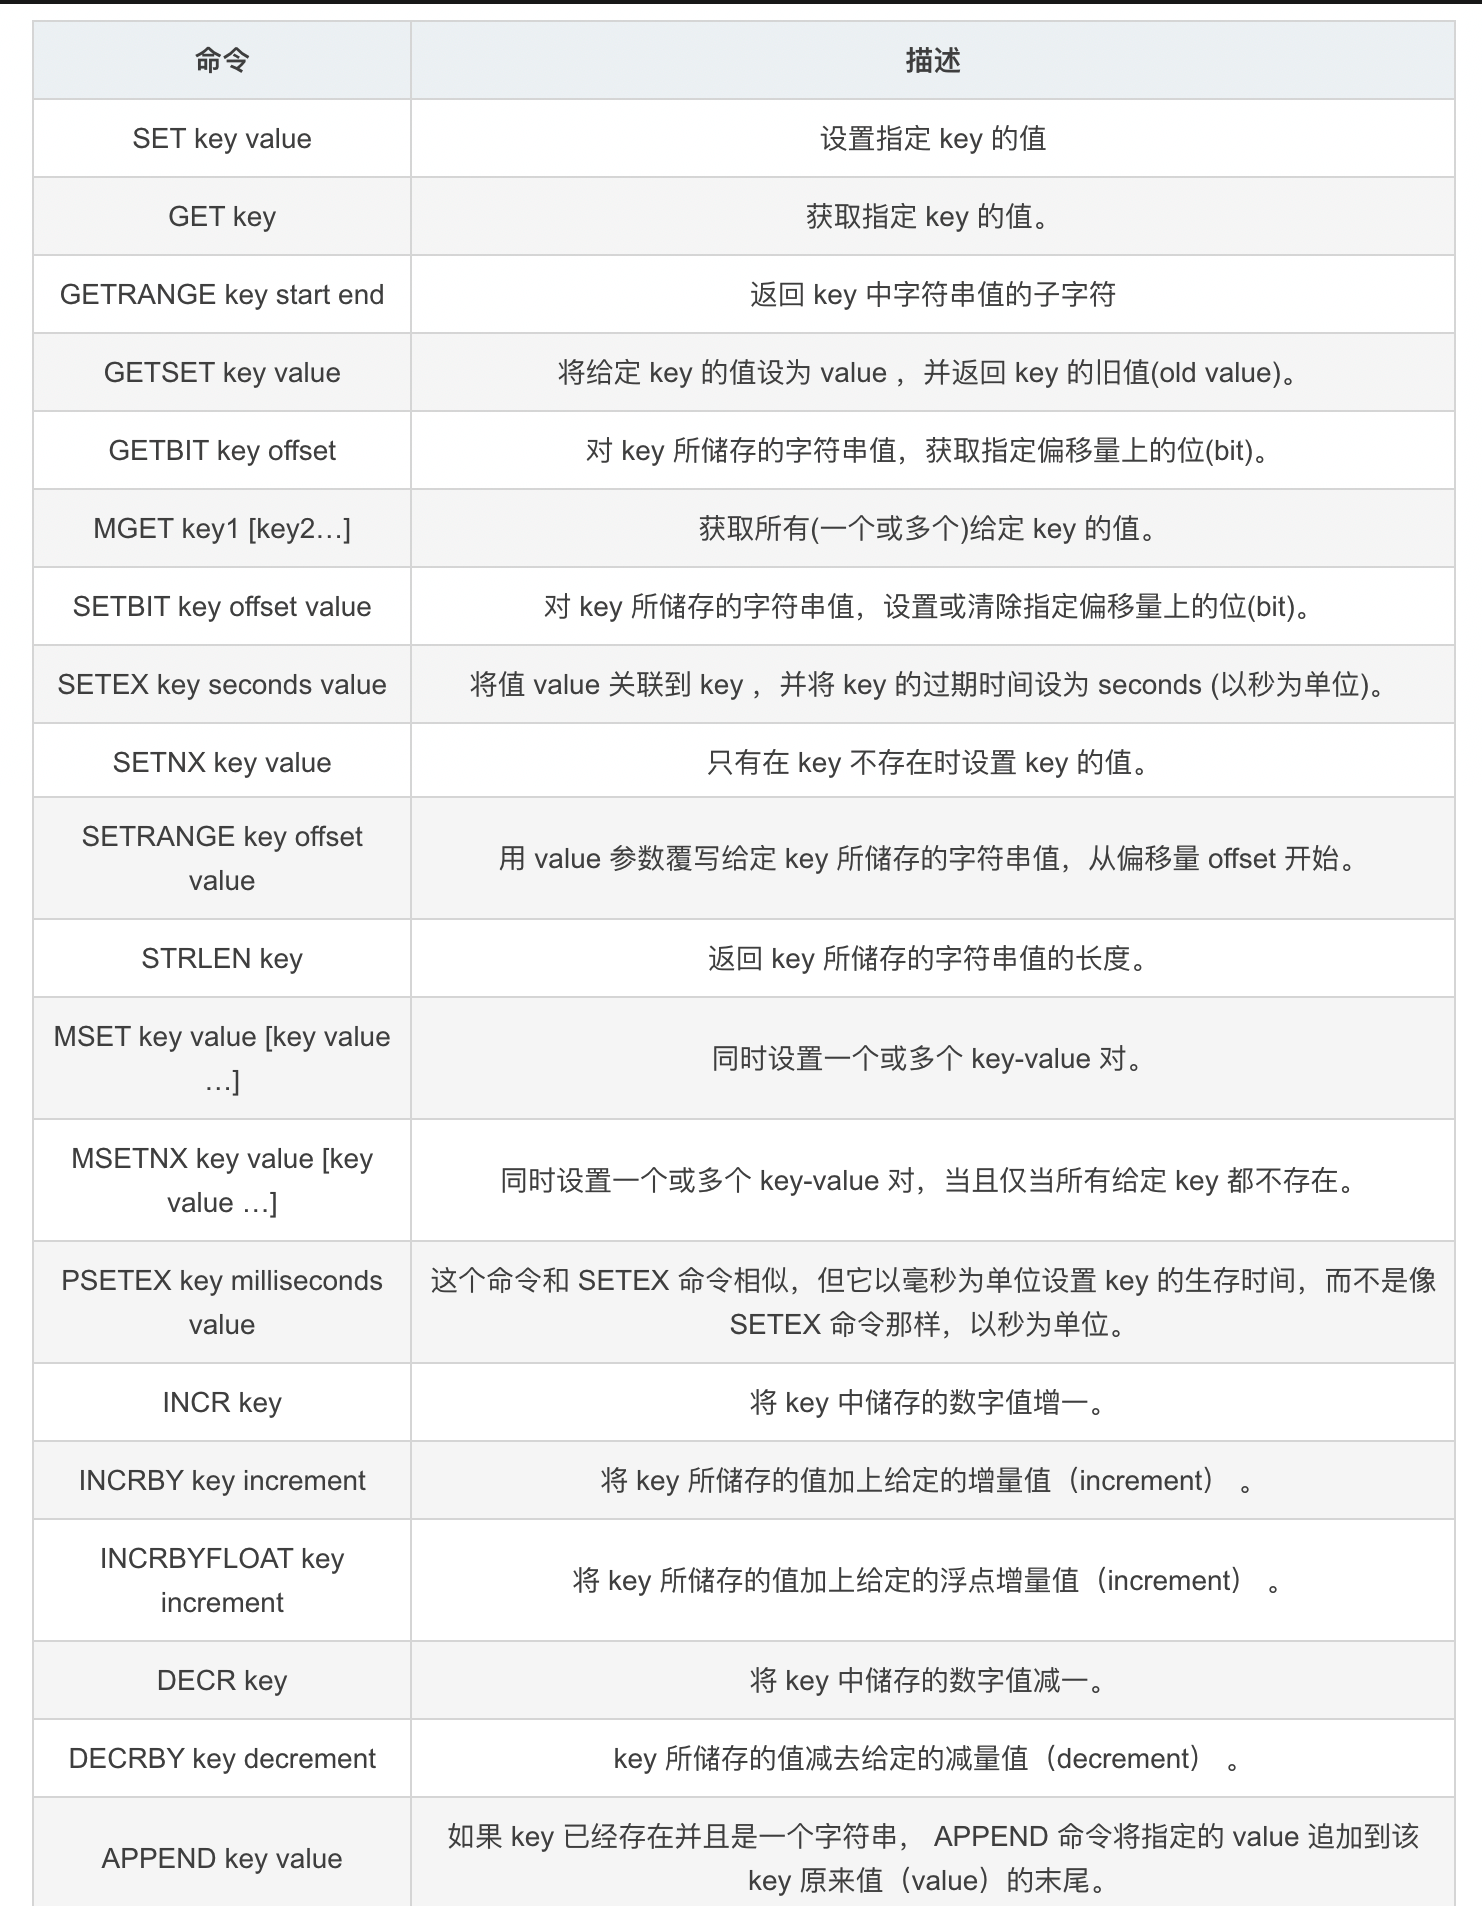 命令
描述
SET key value
设置指定 key 的值
GET key
获取指定 key 的值。
GETRANGE key start end
返回 key 中字符串值的子字符
GETSET key value
将给定 key 的值设为 value ，并返回 key 的旧值(old value)。
GETBIT key offset
对 key 所储存的字符串值，获取指定偏移量上的位(bit)。
MGET key1 [key2…]
获取所有(一个或多个)给定 key 的值。
SETBIT key offset value
对 key 所储存的字符串值，设置或清除指定偏移量上的位(bit)。
SETEX key seconds value
将值 value 关联到 key ，并将 key 的过期时间设为 seconds (以秒为单位)。
SETNX key value
只有在 key 不存在时设置 key 的值。
SETRANGE key offset
value
用 value 参数覆写给定 key 所储存的字符串值，从偏移量 offset 开始。
STRLEN key
返回 key 所储存的字符串值的长度。
MSET key value [key value
…]
同时设置一个或多个 key-value 对。
MSETNX key value [key
value …]
同时设置一个或多个 key-value 对，当且仅当所有给定 key 都不存在。
PSETEX key milliseconds
value
这个命令和 SETEX 命令相似，但它以毫秒为单位设置 key 的生存时间，而不是像
SETEX 命令那样，以秒为单位。
INCR key
将 key 中储存的数字值增一。
INCRBY key increment
将 key 所储存的值加上给定的增量值（increment） 。
INCRBYFLOAT key
increment
将 key 所储存的值加上给定的浮点增量值（increment） 。
DECR key
将 key 中储存的数字值减一。
DECRBY key decrement
key 所储存的值减去给定的减量值（decrement） 。
APPEND key value
如果 key 已经存在并且是一个字符串， APPEND 命令将指定的 value 追加到该
key 原来值（value）的末尾。